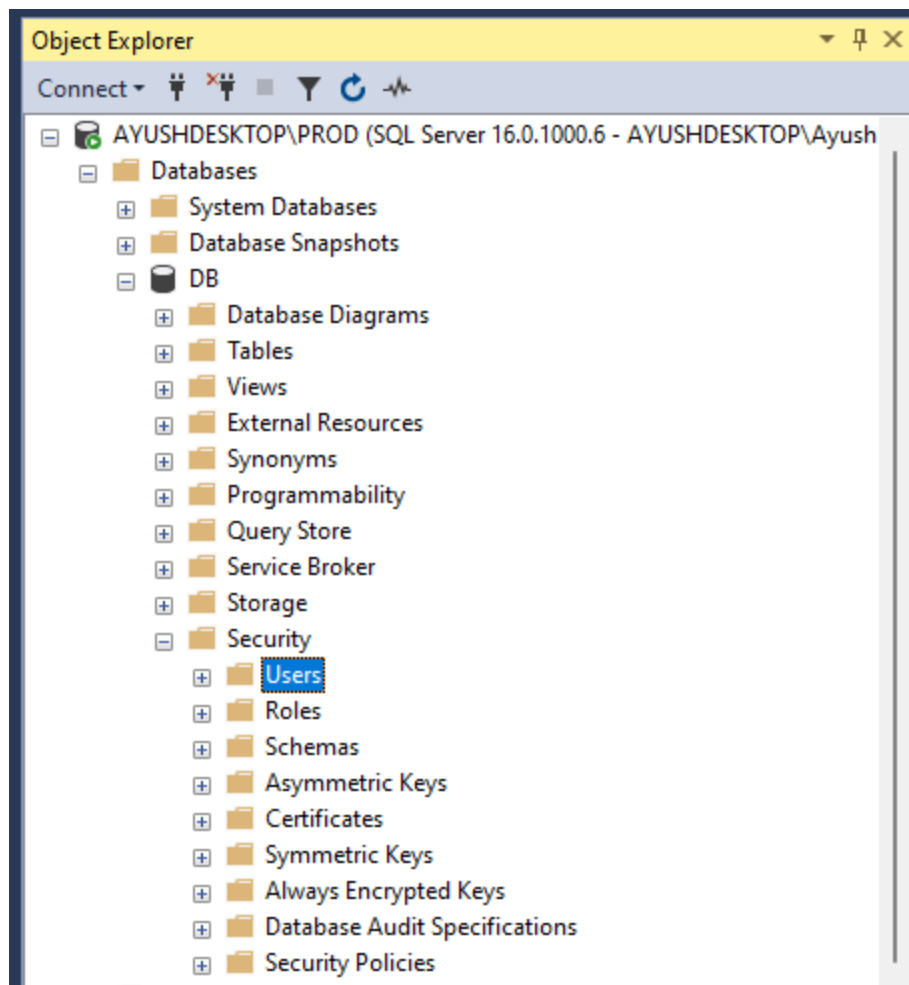 Object Explorer
Connect
AYUSHDESKTOP\PROD (SQL Server 16.0.1000.6 - AYUSHDESKTOP\Ayush
Databases
System Databases
Database Snapshots
DB
Database Diagrams
Tables
Views
External Resources
Synonyms
Programmability
Query Store
Service Broker
Storage
Security
Users
Roles
Schemas
Asymmetric Keys
Certificates
Symmetric Keys
Always Encrypted Keys
Database Audit Specifications
Security Policies